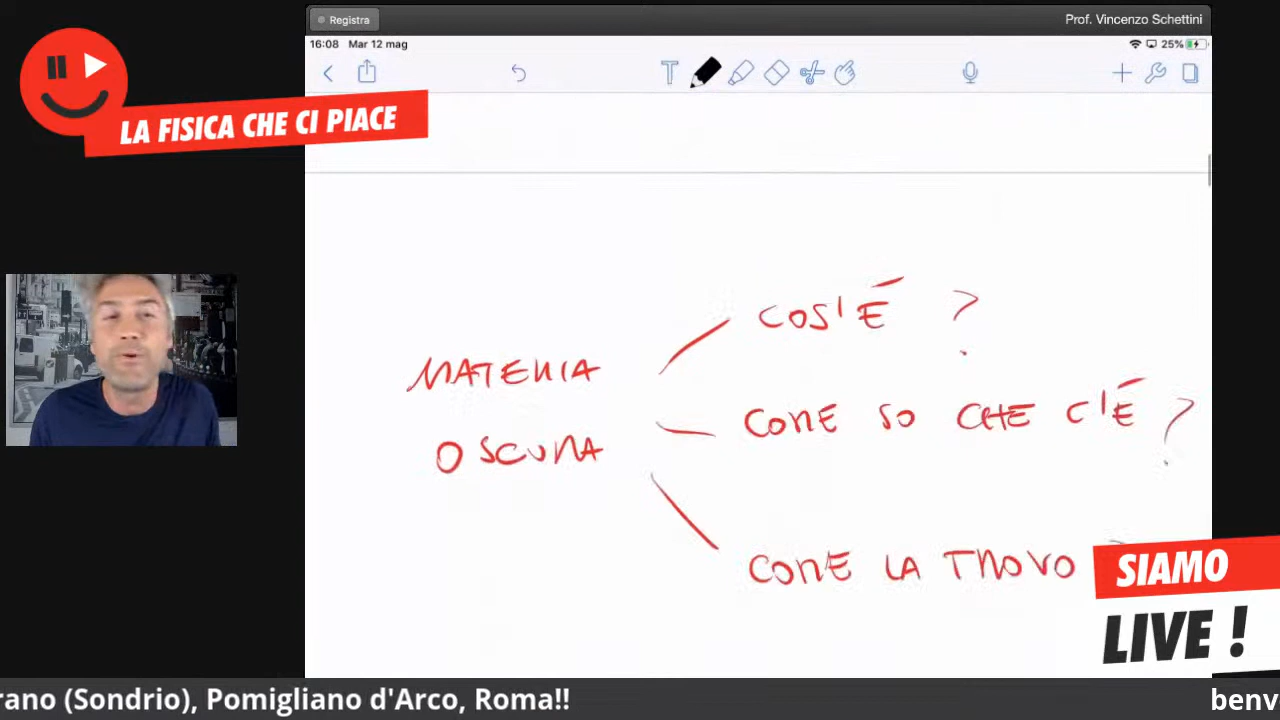 Registra
Prof. Vincenzo Schettini
16:08 Mar 12 mag
25%
LA FISICA CHE CI PIACE
T
COS'É ?
MATERIA
OSCURA
COME SO CHE C'É ?
COME LA TROVO
SIAMO
LIVE !
rano (Sondrio), Pomigliano d'Arco, Roma!!
benv